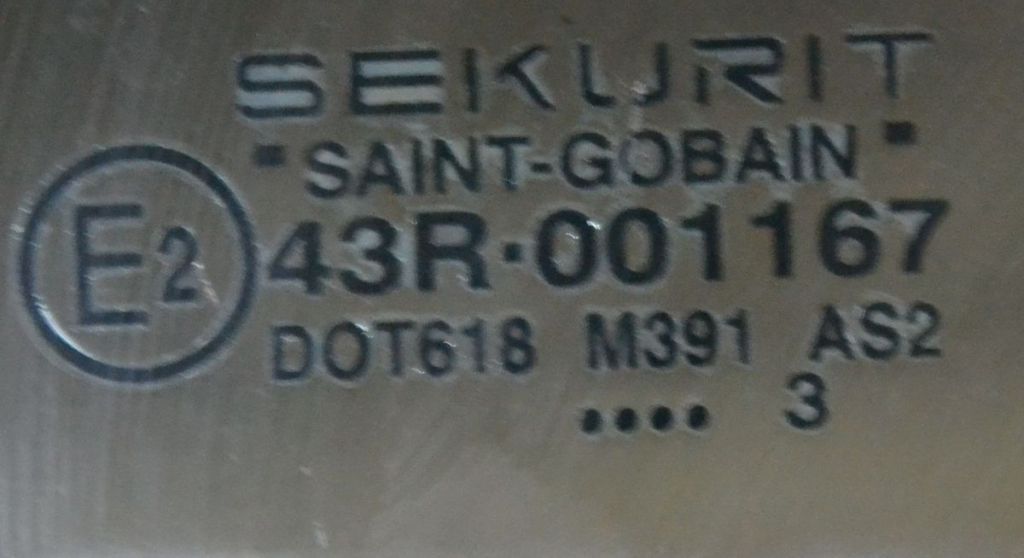 SEKURIT
"SAINT-GOBAIN"
E2 43R·001167
DOT618 M391 AS2
•••• 3